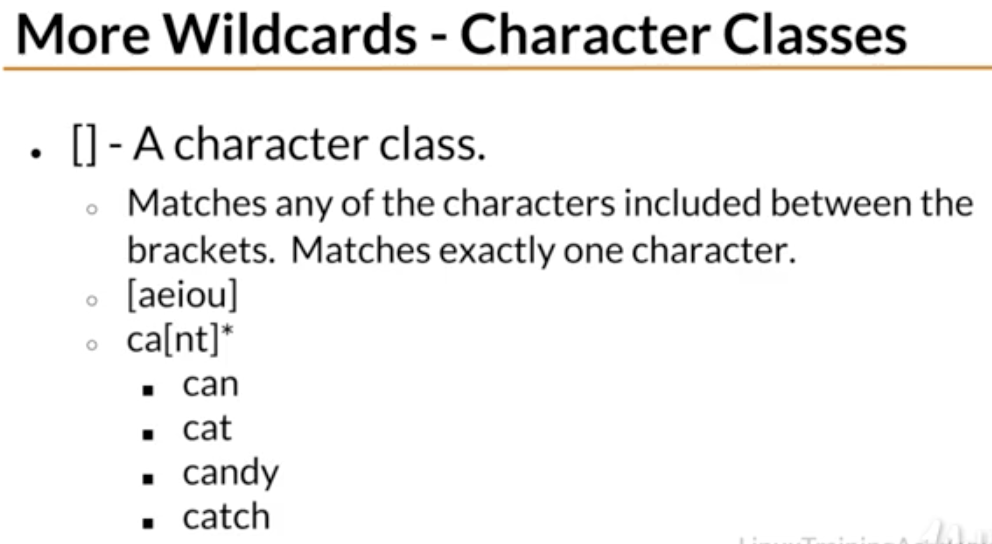 More Wildcards - Character Classes
• [] - A character class.
○ Matches any of the characters included between the
brackets. Matches exactly one character.
○ [aeiou]
○ ca[nt]*
■ can
■ cat
■ candy
■ catch